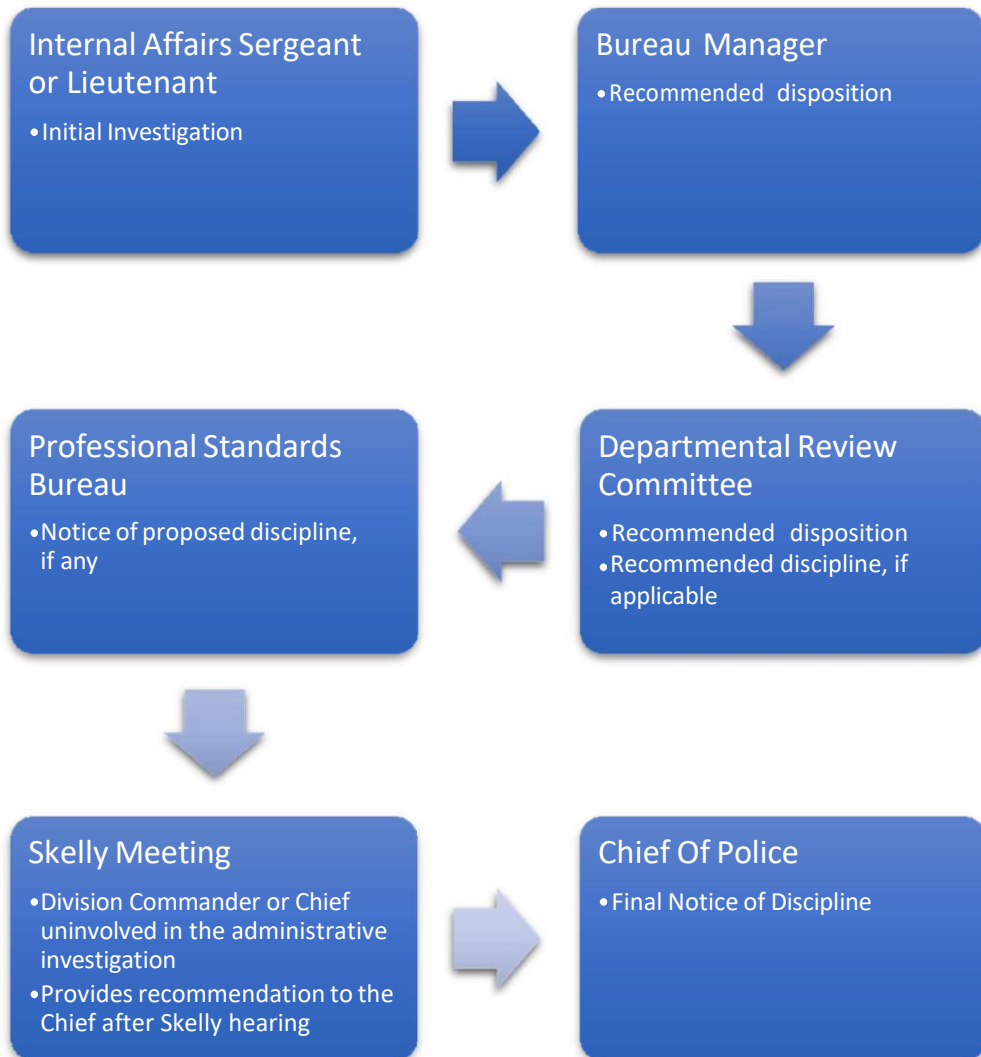 Internal Affairs Sergeant
or Lieutenant
•Initial Investigation
Bureau Manager
•Recommended disposition
Departmental Review
Committee
•Recommended disposition
•Recommended discipline, if
applicable
Professional Standards
Bureau
•Notice of proposed discipline,
if any
Skelly Meeting
•Division Commander or Chief
uninvolved in the administrative
investigation
•Provides recommendation to the
Chief after Skelly hearing
Chief Of Police
•Final Notice of Discipline